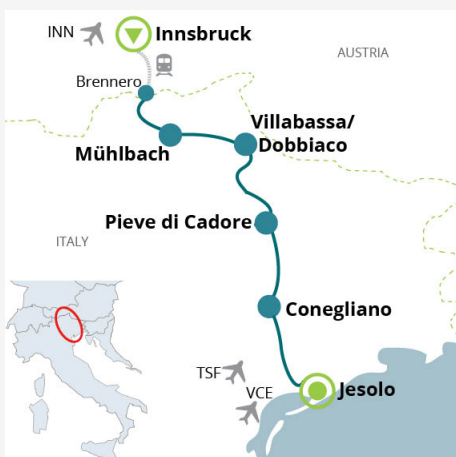 INN
Innsbruck
AUSTRIA
Brennero
Villabassa/
Dobbiaco
Mühlbach
Pieve di Cadore
ITALY
Conegliano
TSF
VCE
Jesolo